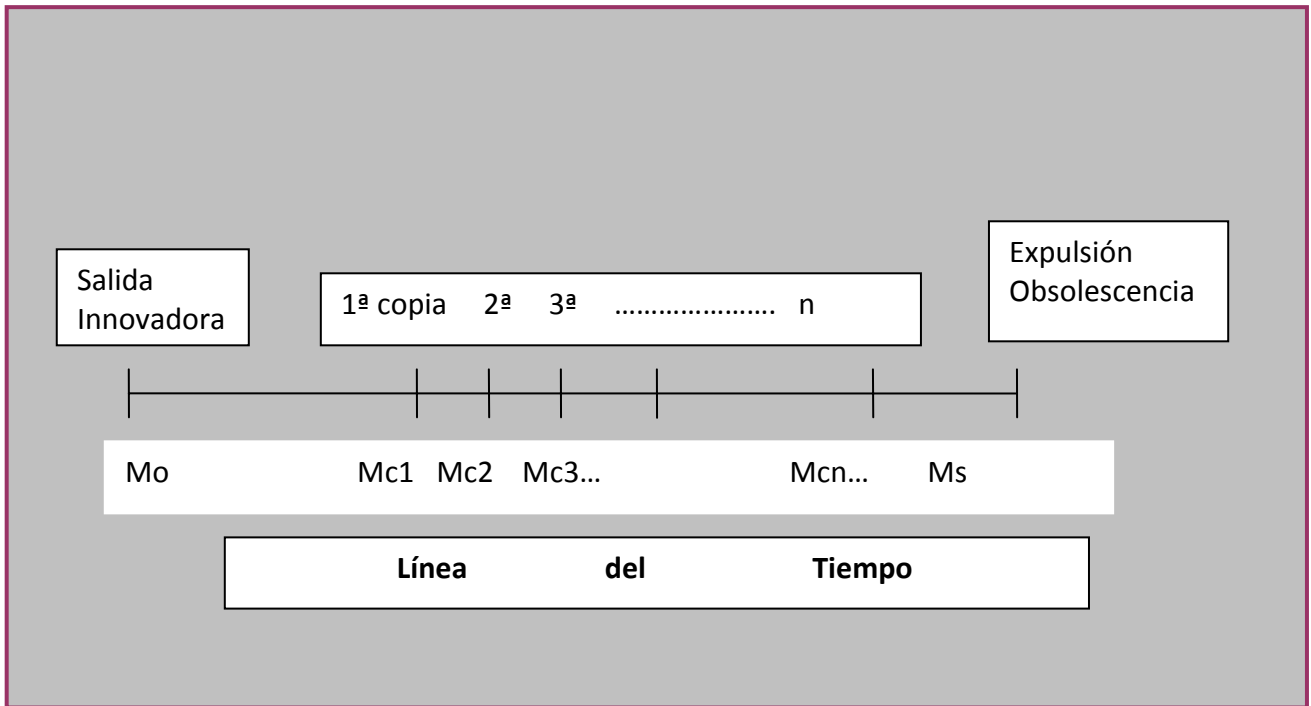 Salida
Innovadora
1ª copia 2ª 3ª …………………. n
Expulsión
Obsolescencia
Mo Mc1 Mc2 Mc3… Mcn… Ms
Línea del Tiempo